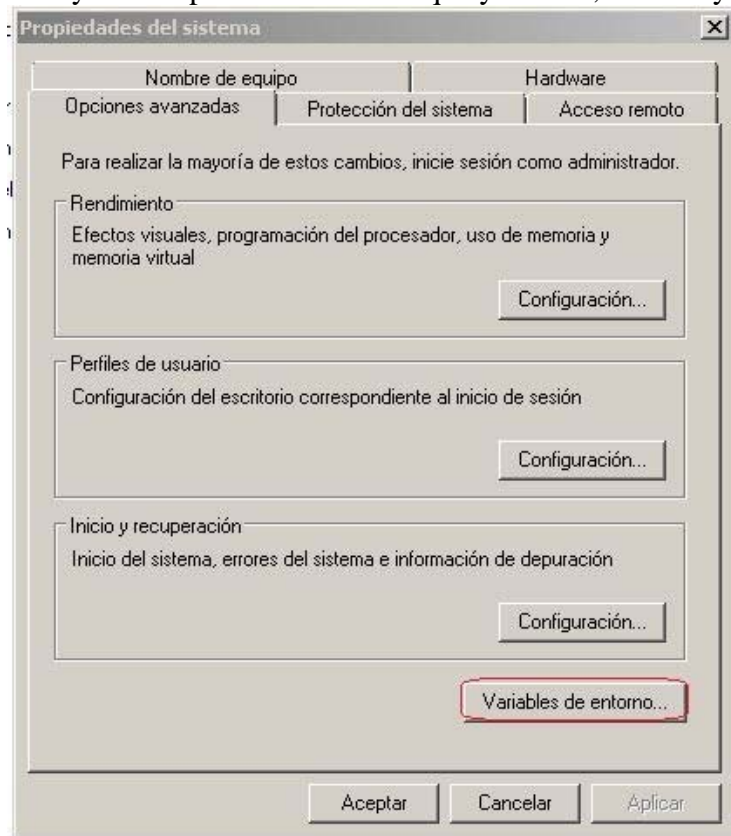 Propiedades del sistema
Nombre de equipo Hardware
Opciones avanzadas Protección del sistema Acceso remoto
Para realizar la mayoría de estos cambios, inicie sesión como administrador.
Rendimiento
Efectos visuales, programación del procesador, uso de memoria y
memoria virtual
Configuración...
Perfiles de usuario
Configuración del escritorio correspondiente al inicio de sesión
Configuración...
Inicio y recuperación
Inicio del sistema, errores del sistema e información de depuración
Configuración...
Variables de entorno...
Aceptar Cancelar Aplicar